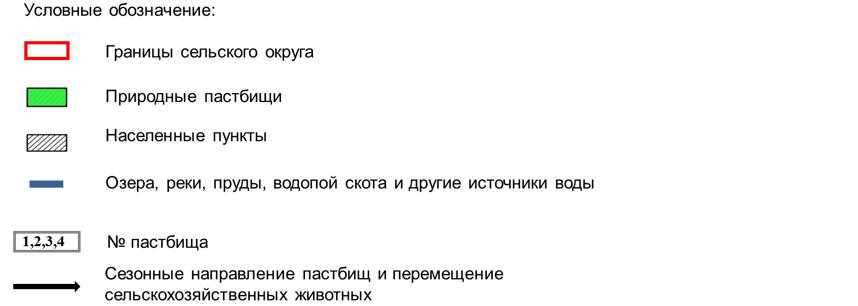 Условные обозначение:
Границы сельского округа
Природные пастбищи
Населенные пункты
Озера, реки, пруды, водопой скота и другие источники воды
1,2,3,4 № пастбища
Сезонные направление пастбищ и перемещение
сельскохозяйственных животных